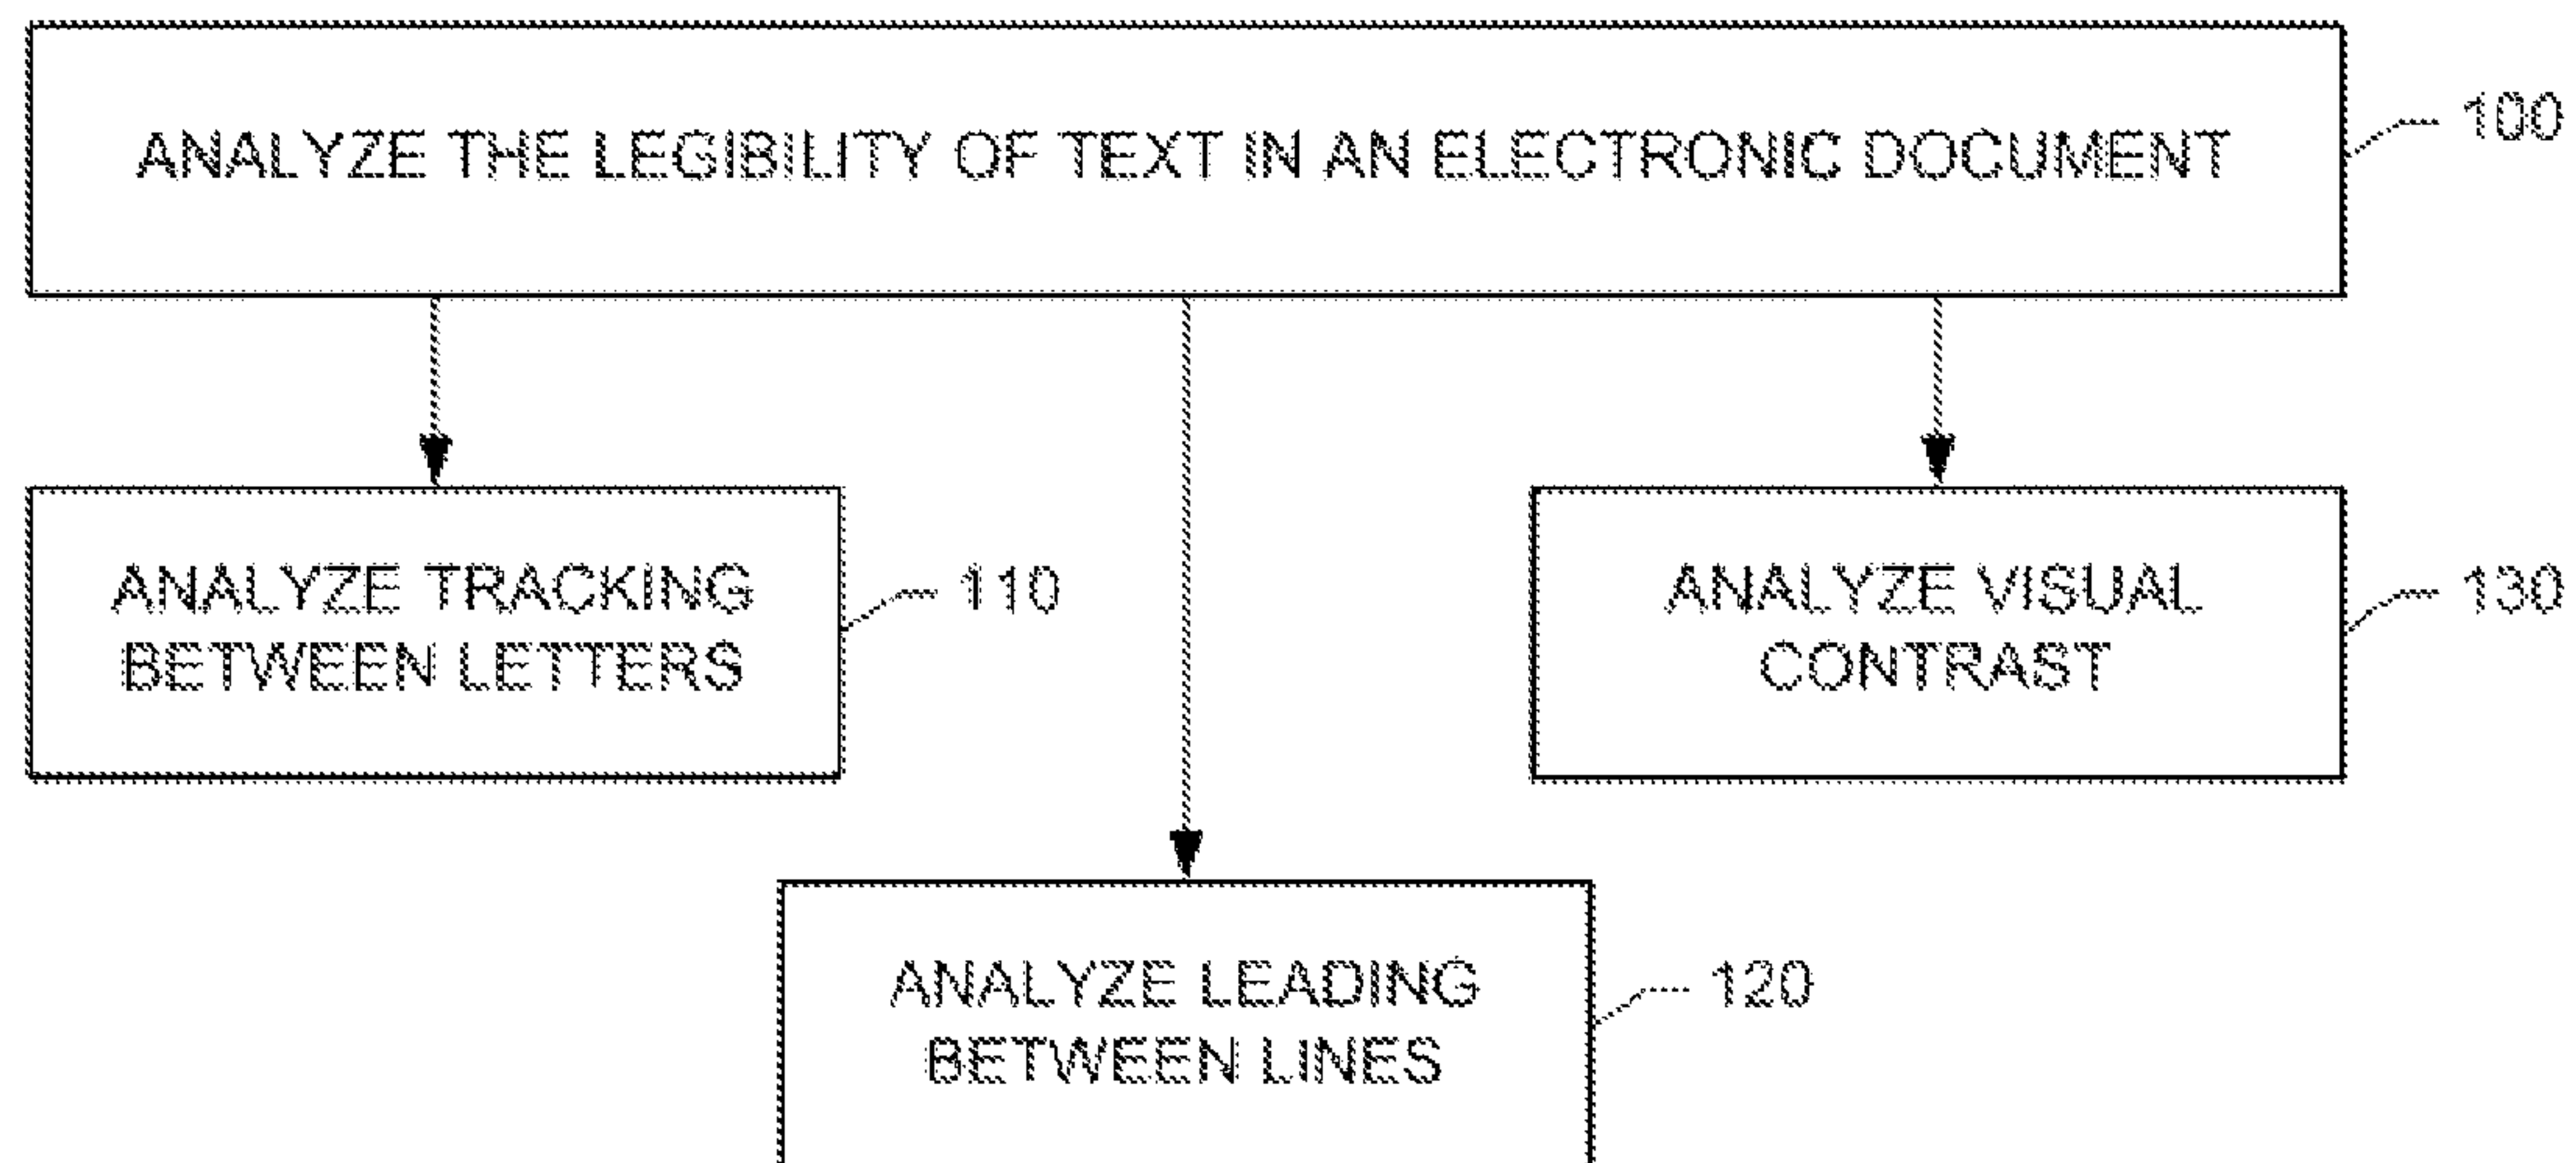 ANALYZE THE LEGIBILITY OF TEXT IN AN ELECTRONIC DOCUMENT
100
ANALYZE TRACKING
BETWEEN LETTERS
110
ANALYZE VISUAL
CONTRAST
130
ANALYZE LEADING
BETWEEN LINES
120